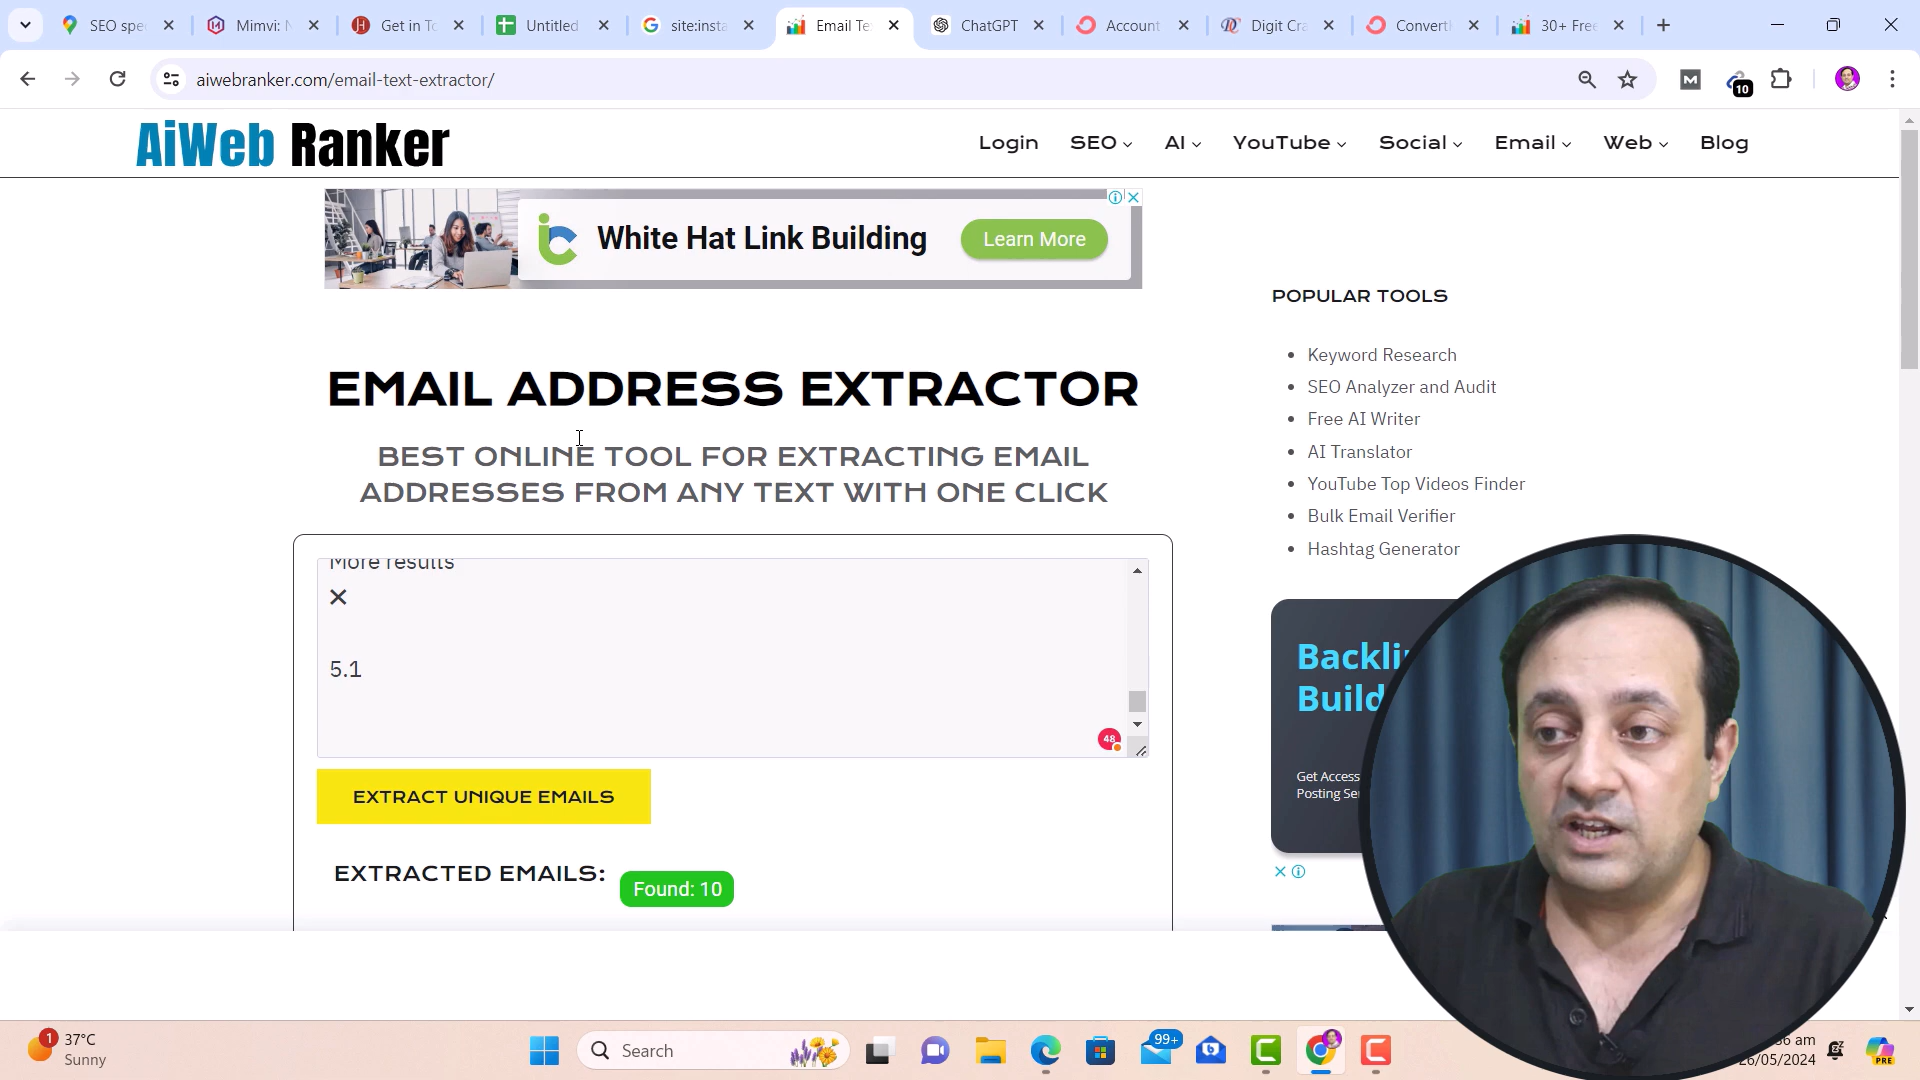 SEO spe
Mimvi: N
Get in To
Untitled
site:insta
Email Te
ChatGPT
Account
Digit Cra
Convert
30+ Free
aiwebranker.com/email-text-extractor/
10
AiWeb Ranker
Login
SEO
AI
YouTube
Social
Email
Web
Blog
White Hat Link Building
Learn More
EMAIL ADDRESS EXTRACTOR
BEST ONLINE TOOL FOR EXTRACTING EMAIL
ADDRESSES FROM ANY TEXT WITH ONE CLICK
More results
5.1
48
EXTRACT UNIQUE EMAILS
EXTRACTED EMAILS:
Found: 10
POPULAR TOOLS
Keyword Research
SEO Analyzer and Audit
Free AI Writer
AI Translator
YouTube Top Videos Finder
Bulk Email Verifier
Hashtag Generator
Backli
Build
Get Access
Posting Se
1
37°C
Sunny
Search
99+
am
26/05/2024
PRE